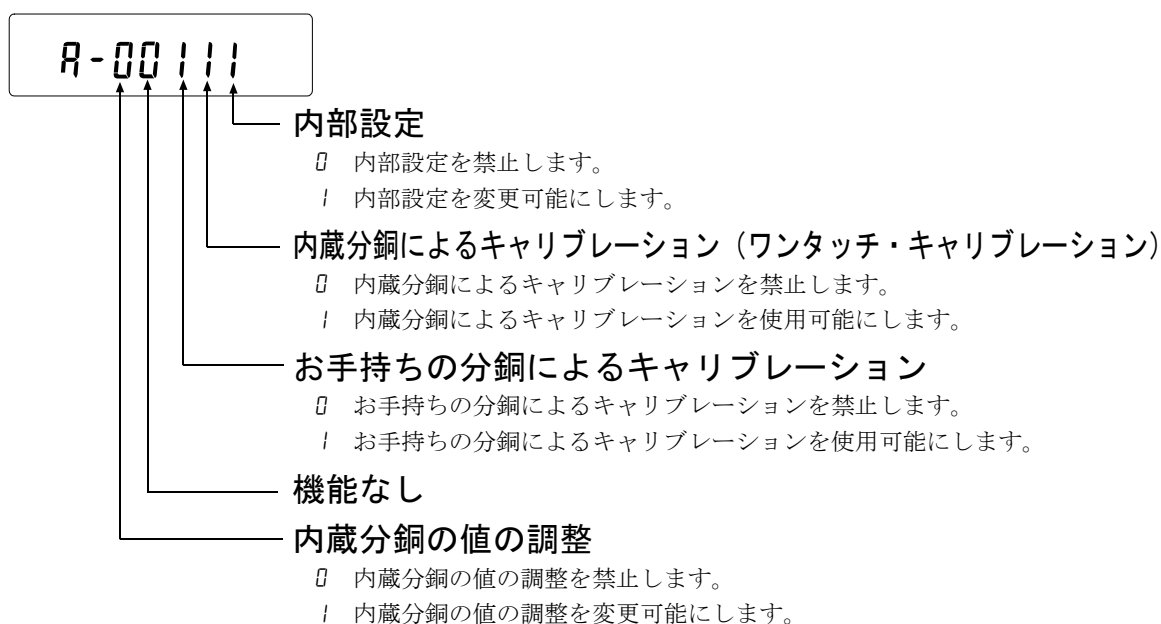 A-00111
内部設定
0 内部設定を禁止します。
1 内部設定を変更可能にします。
内蔵分銅によるキャリブレーション（ワンタッチ・キャリブレーション）
0 内蔵分銅によるキャリブレーションを禁止します。
1 内蔵分銅によるキャリブレーションを使用可能にします。
お手持ちの分銅によるキャリブレーション
0 お手持ちの分銅によるキャリブレーションを禁止します。
1 お手持ちの分銅によるキャリブレーションを使用可能にします。
機能なし
内蔵分銅の値の調整
0 内蔵分銅の値の調整を禁止します。
1 内蔵分銅の値の調整を変更可能にします。